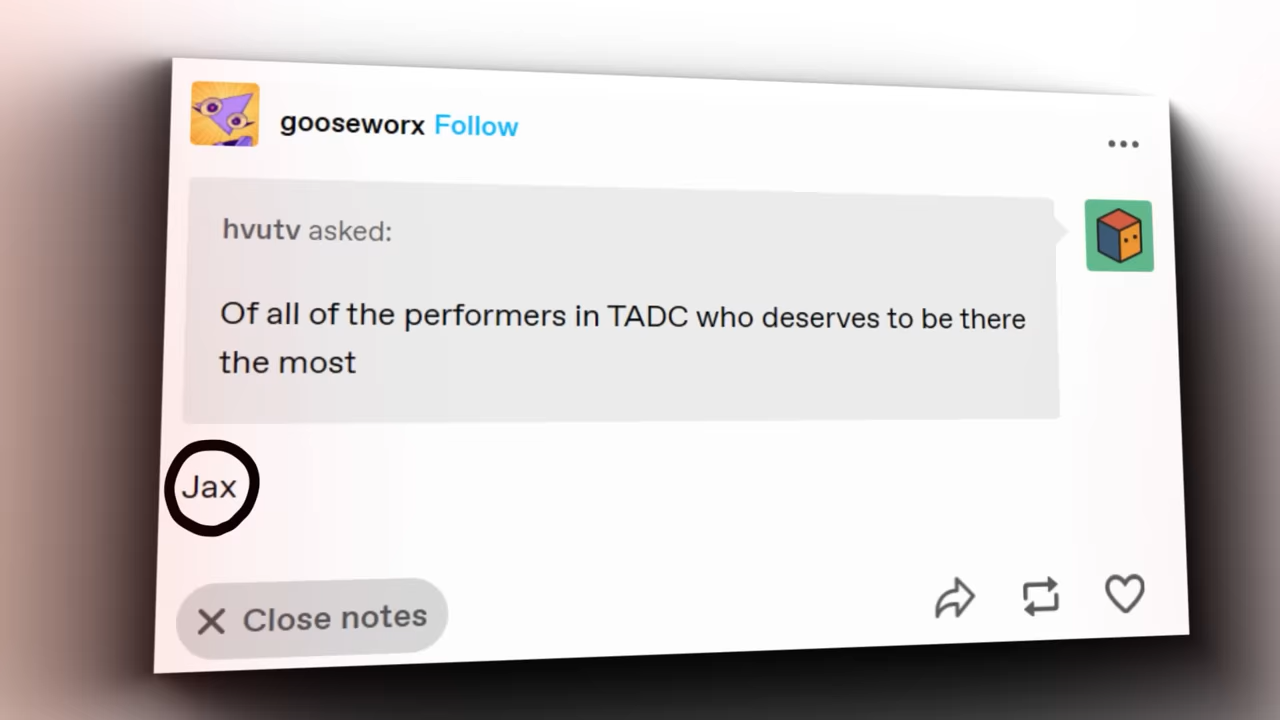 gooseworx Follow
hvutv asked:
Of all of the performers in TADC who deserves to be there
the most
Jax
Close notes